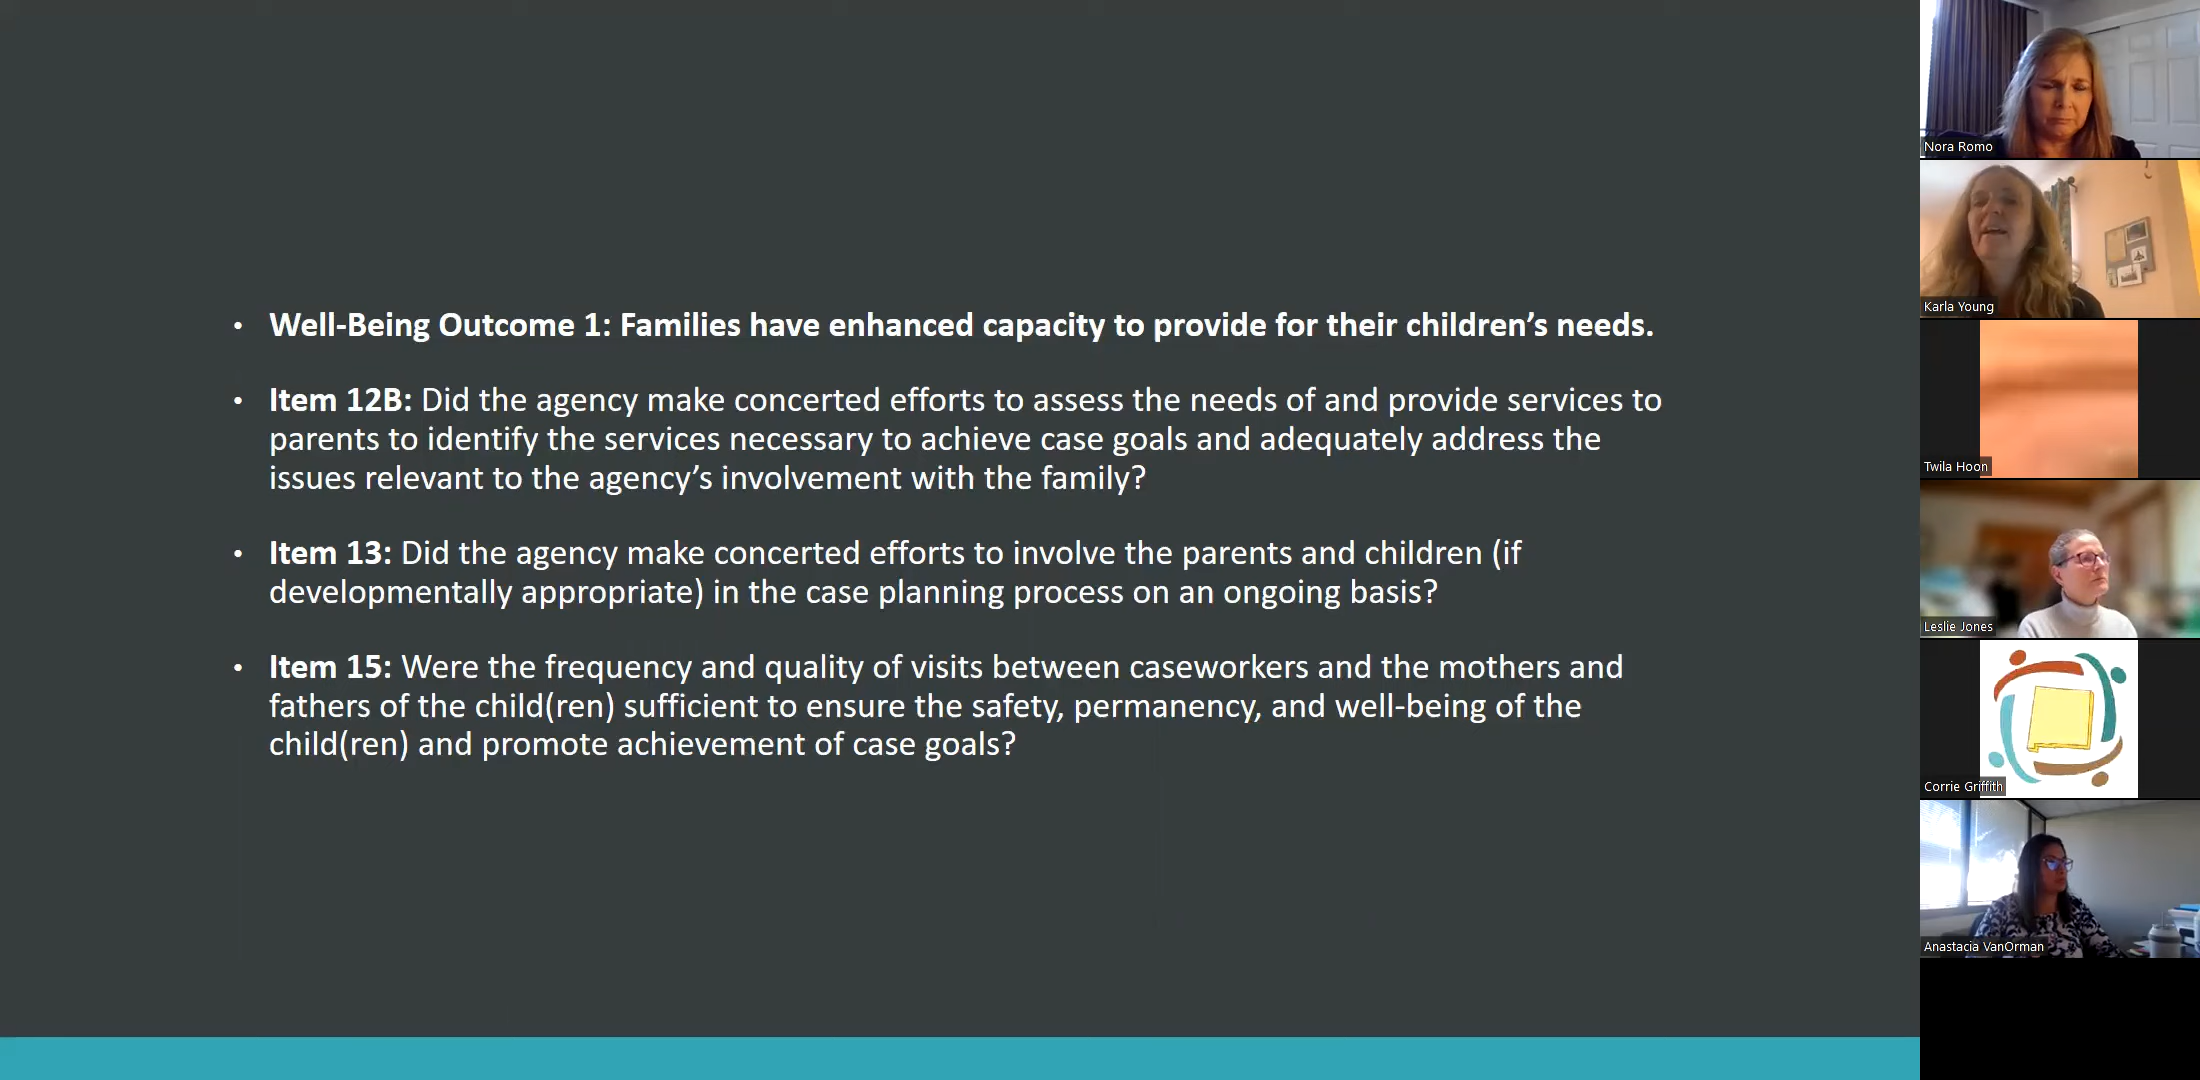 • Well-Being Outcome 1: Families have enhanced capacity to provide for their children’s needs.
• Item 12B: Did the agency make concerted efforts to assess the needs of and provide services to
parents to identify the services necessary to achieve case goals and adequately address the
issues relevant to the agency’s involvement with the family?
• Item 13: Did the agency make concerted efforts to involve the parents and children (if
developmentally appropriate) in the case planning process on an ongoing basis?
• Item 15: Were the frequency and quality of visits between caseworkers and the mothers and
fathers of the child(ren) sufficient to ensure the safety, permanency, and well-being of the
child(ren) and promote achievement of case goals?
Nora Romo
Karla Young
Twila Hoon
Leslie Jones
Corrie Griffith
Anastacia VanOrman